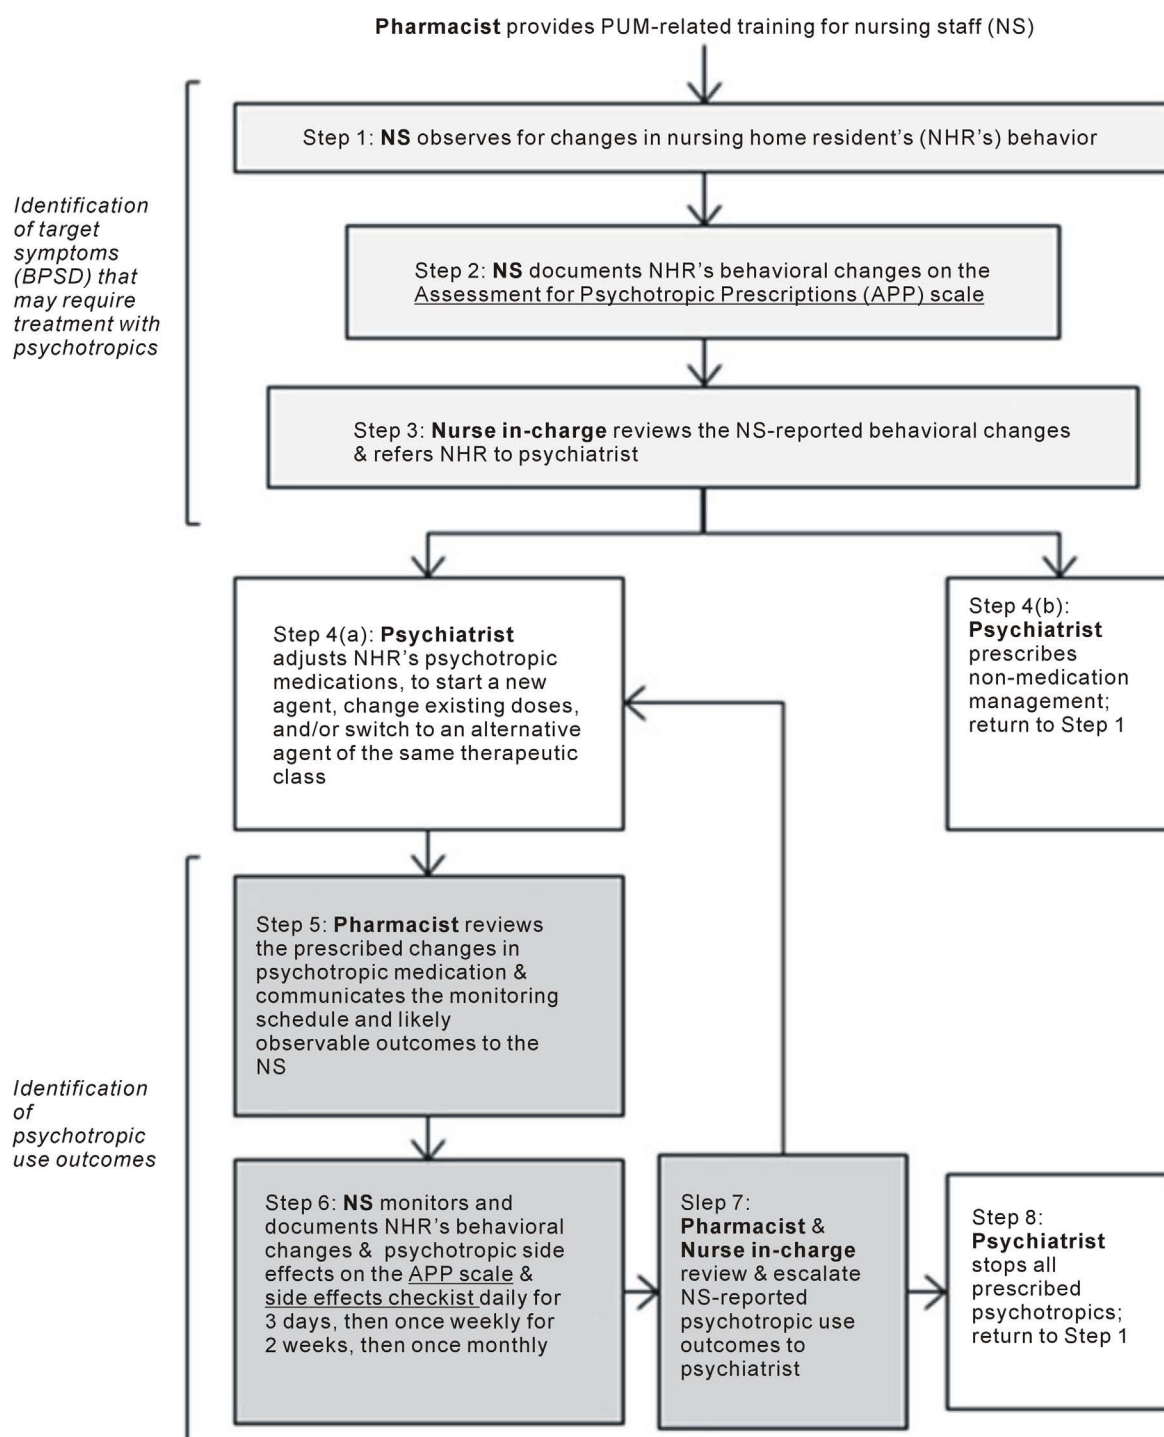 Pharmacist provides PUM-related training for nursing staff (NS)
Step 1: NS observes for changes in nursing home resident's (NHR's) behavior
Identification
of target
symptoms
(BPSD) that
may require
treatment with
psychotropics
Step 2: NS documents NHR's behavioral changes on the
Assessment for Psychotropic Prescriptions (APP) scale
Step 3: Nurse in-charge reviews the NS-reported behavioral changes
& refers NHR to psychiatrist
Step 4(a): Psychiatrist
adjusts NHR's psychotropic
medications, to start a new
agent, change existing doses,
and/or switch to an alternative
agent of the same therapeutic
class
Step 4(b):
Psychiatrist
prescribes
non-medication
management;
return to Step 1
Step 5: Pharmacist reviews
the prescribed changes in
psychotropic medication &
communicates the monitoring
schedule and likely
observable outcomes to the
NS
Identification
of
psychotropic
use outcomes
Step 6: NS monitors and
documents NHR's behavioral
changes & psychotropic side
effects on the APP scale &
side effects checkist daily for
3 days, then once weekly for
2 weeks, then once monthly
Slep 7:
Pharmacist &
Nurse in-charge
review & escalate
NS-reported
psychotropic use
outcomes to
psychiatrist
Step 8:
Psychiatrist
stops all
prescribed
psychotropics;
return to Step 1